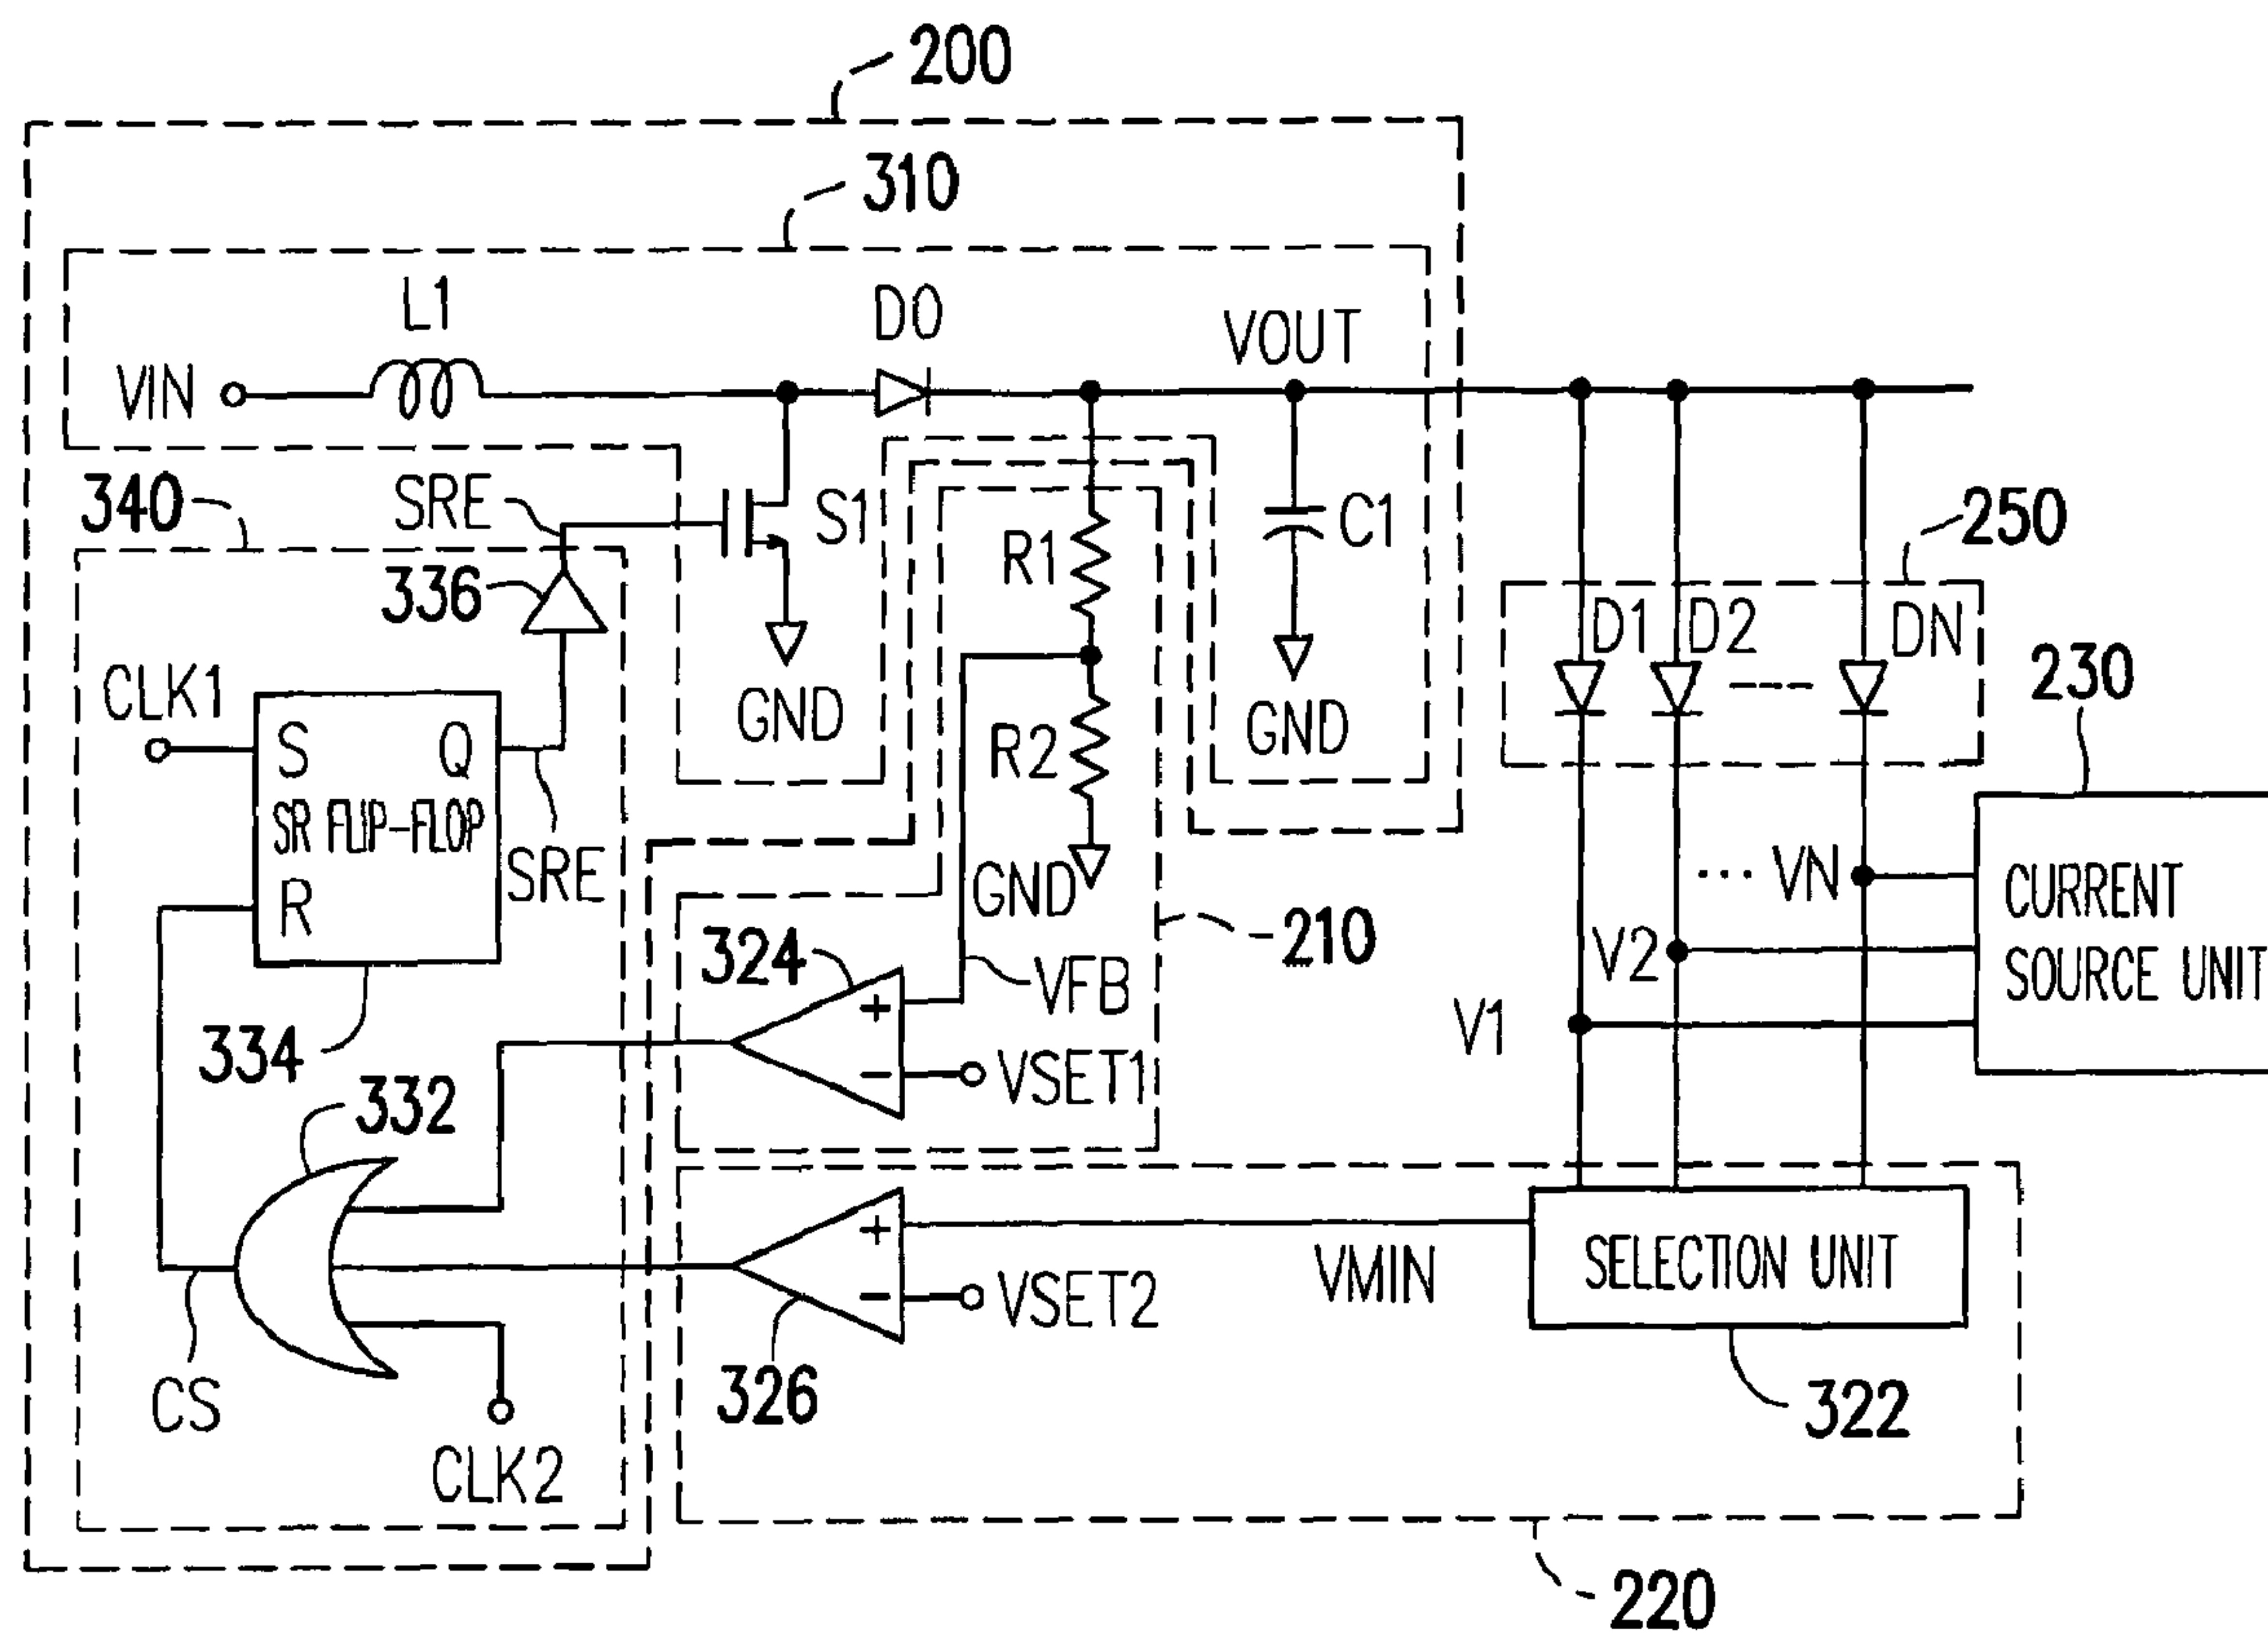 200
310
L1
D0
VOUT
VIN
340
SRE
S1
R1
C1
250
336
D1
D2
DN
230
CLK1
GND
GND
S
Q
R2
SR FLIP-FLOP
SRE
R
GND
... VN
CURRENT
SOURCE UNIT
210
324
VFB
V2
V1
334
VSET1
332
+
-
+
-
VMIN
SELECTION UNIT
VSET2
326
322
CS
CLK2
220